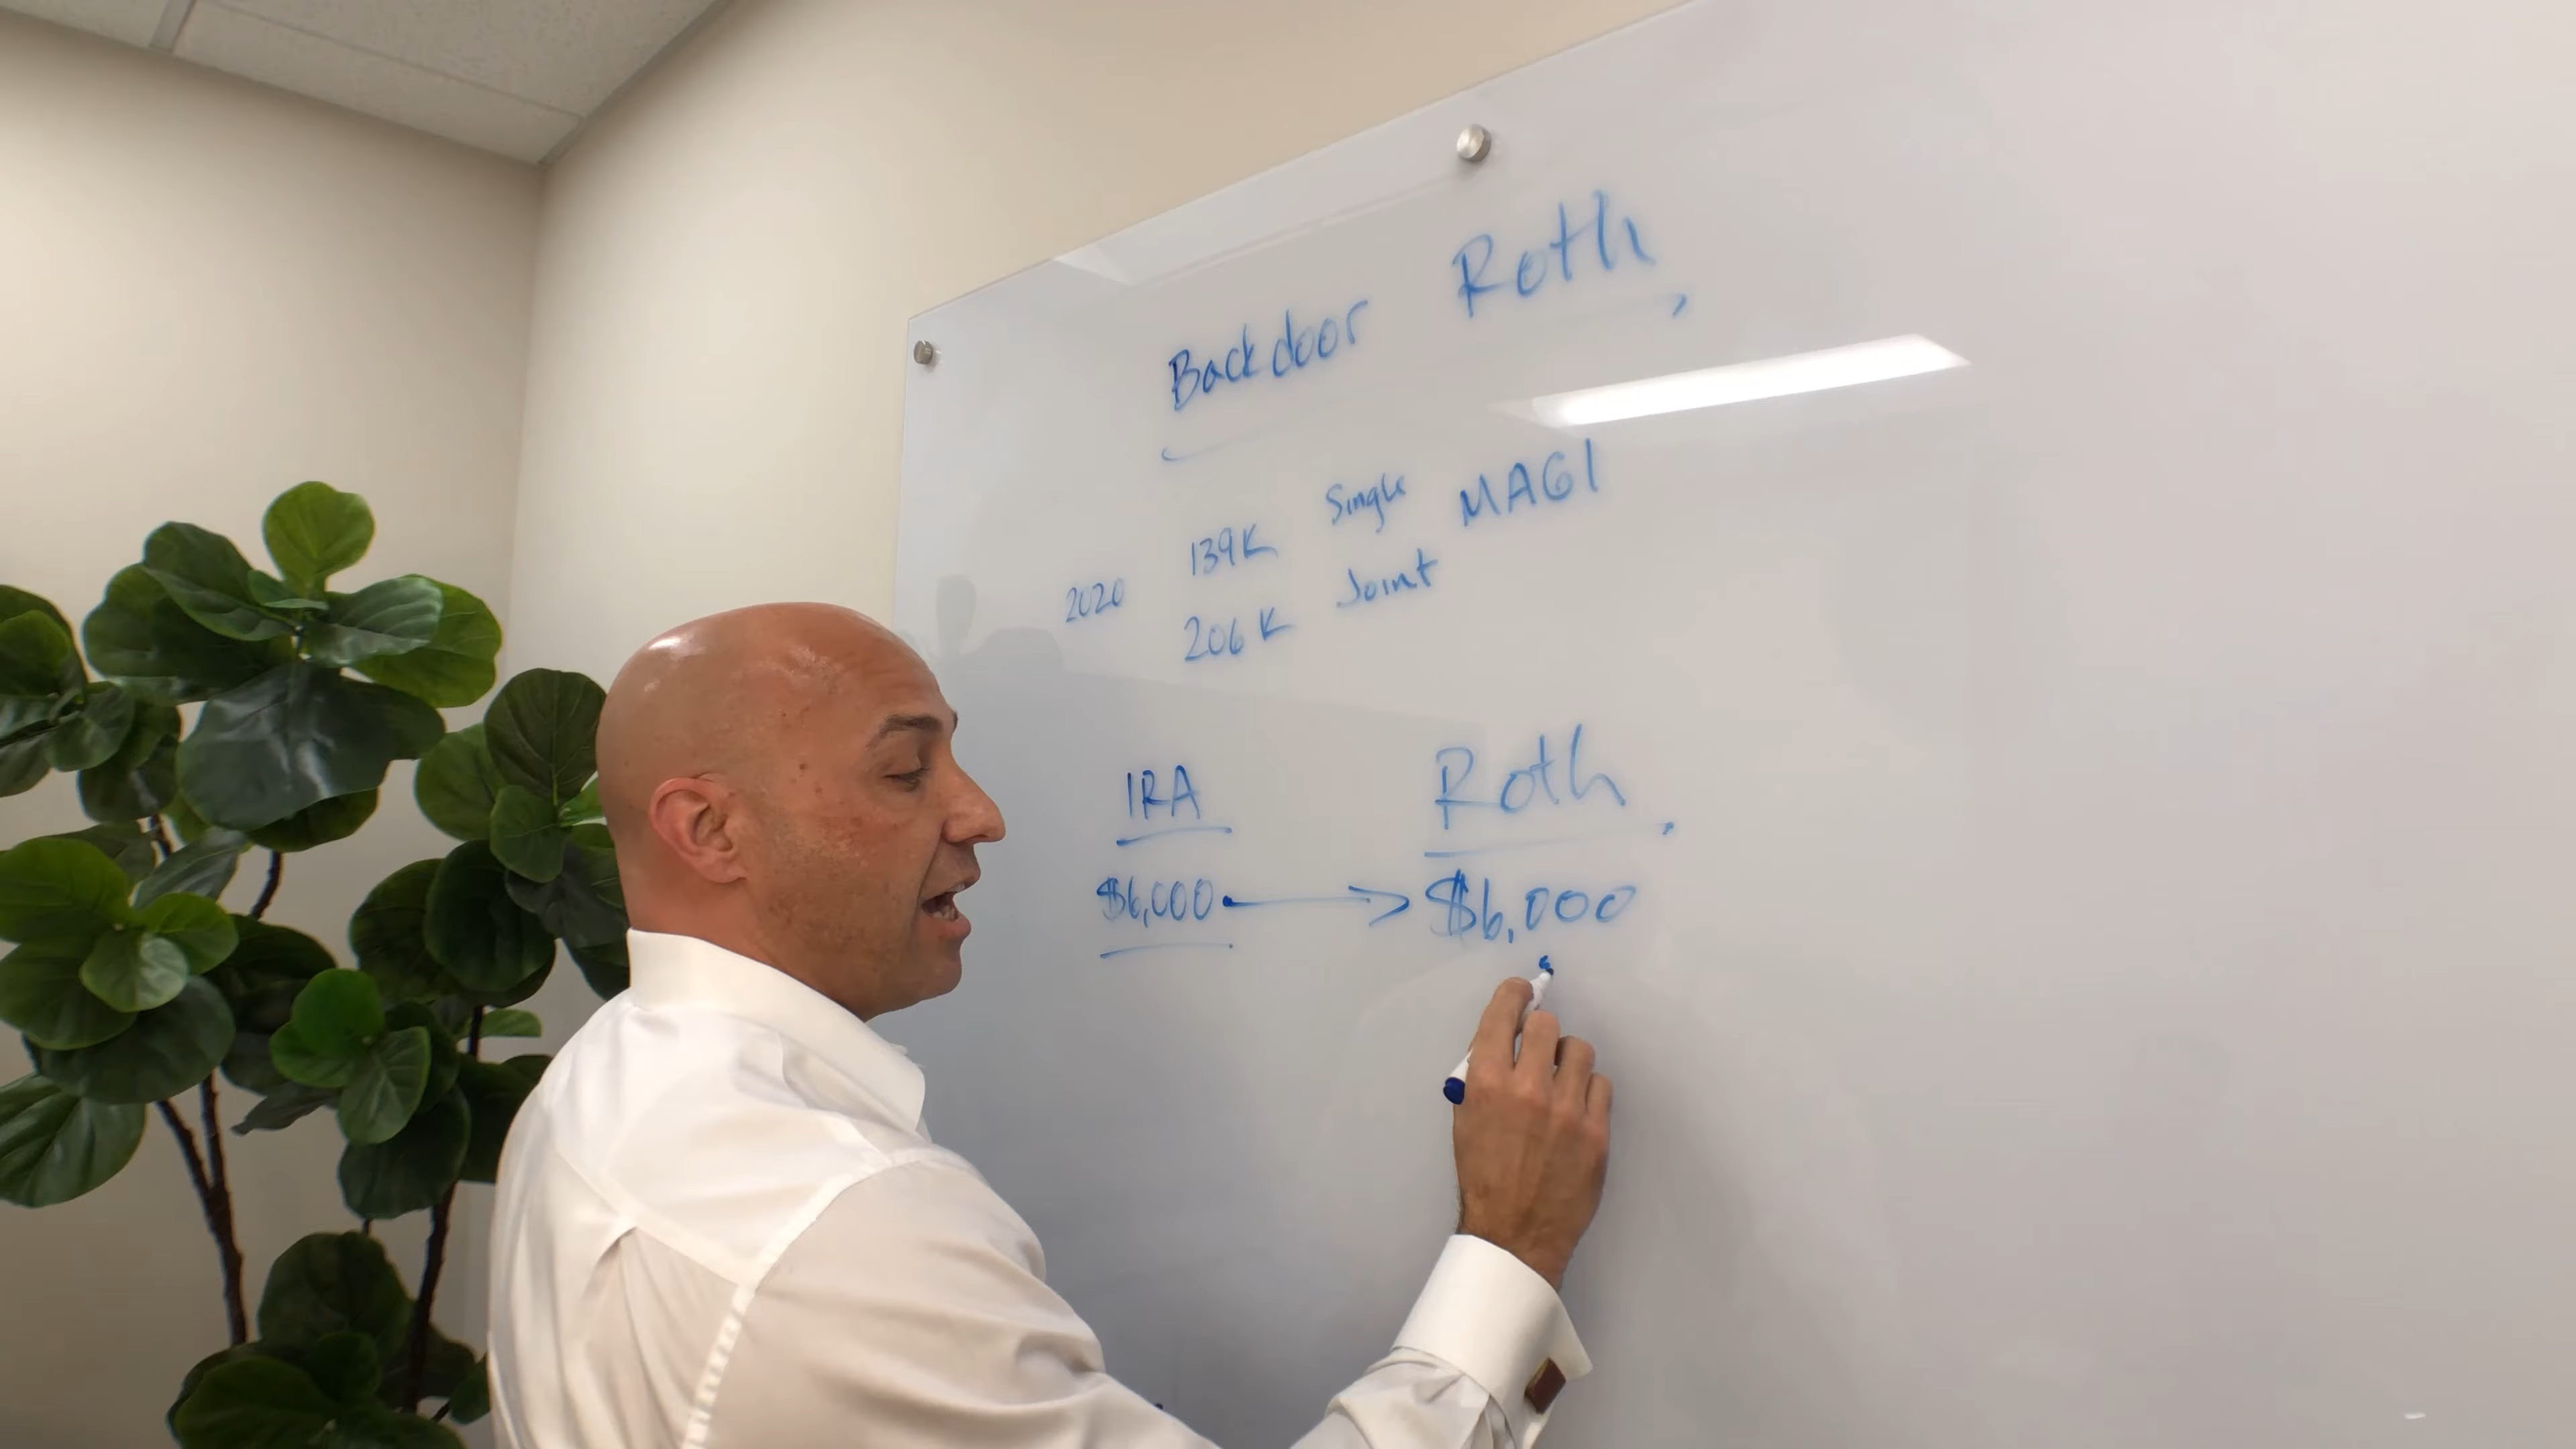 Backdoor Roth
139K Single MAGI
2020
206K Joint
IRA Roth
$6,000 → $6,000